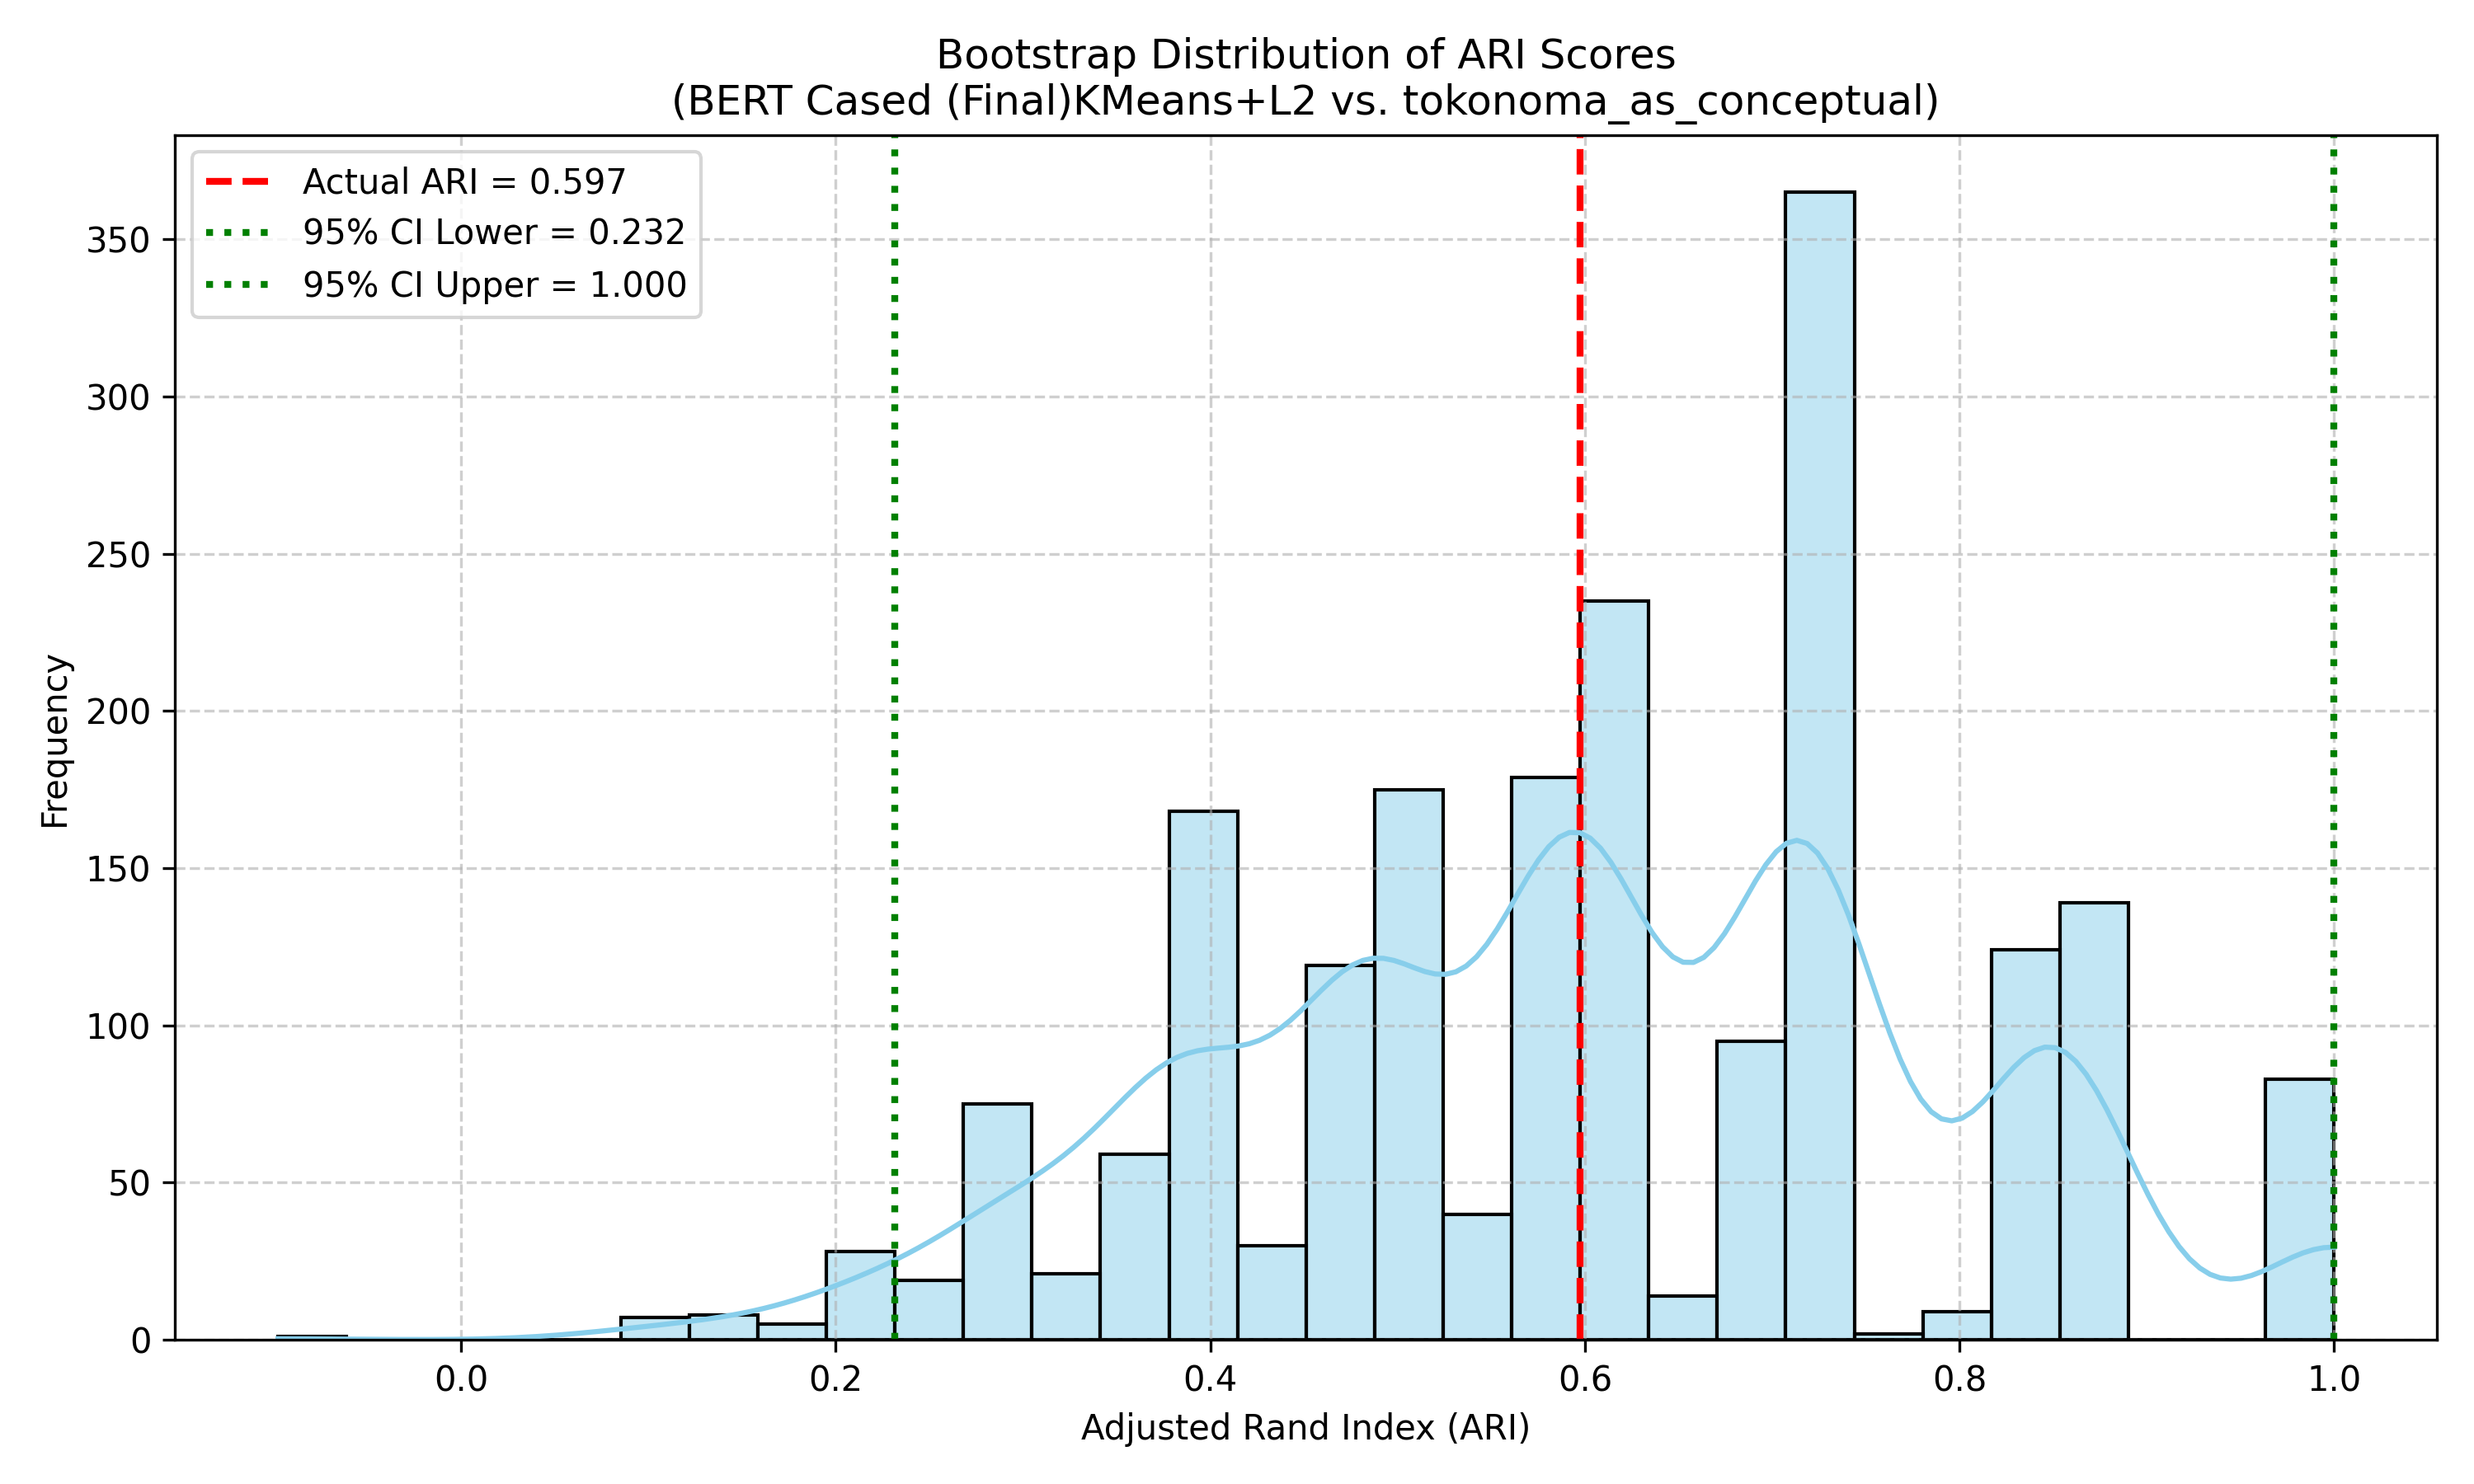 Bootstrap Distribution of ARI Scores
(BERT Cased (Final)KMeans+L2 vs. tokonoma_as_conceptual)
Actual ARI = 0.597
95% CI Lower = 0.232
95% CI Upper = 1.000
Frequency
350
300
250
200
150
100
50
0
0.0 0.2 0.4 0.6 0.8 1.0
Adjusted Rand Index (ARI)